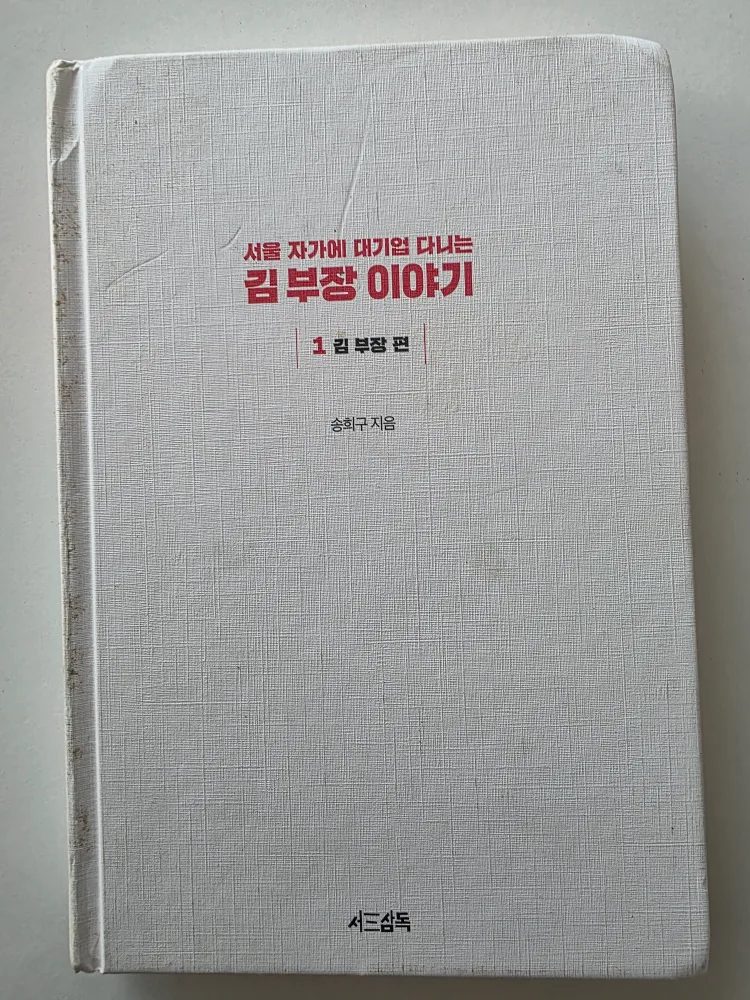 서울 자가에 대기업 다니는
김 부장 이야기
1 김 부장 편
송희구 지음
서삼독